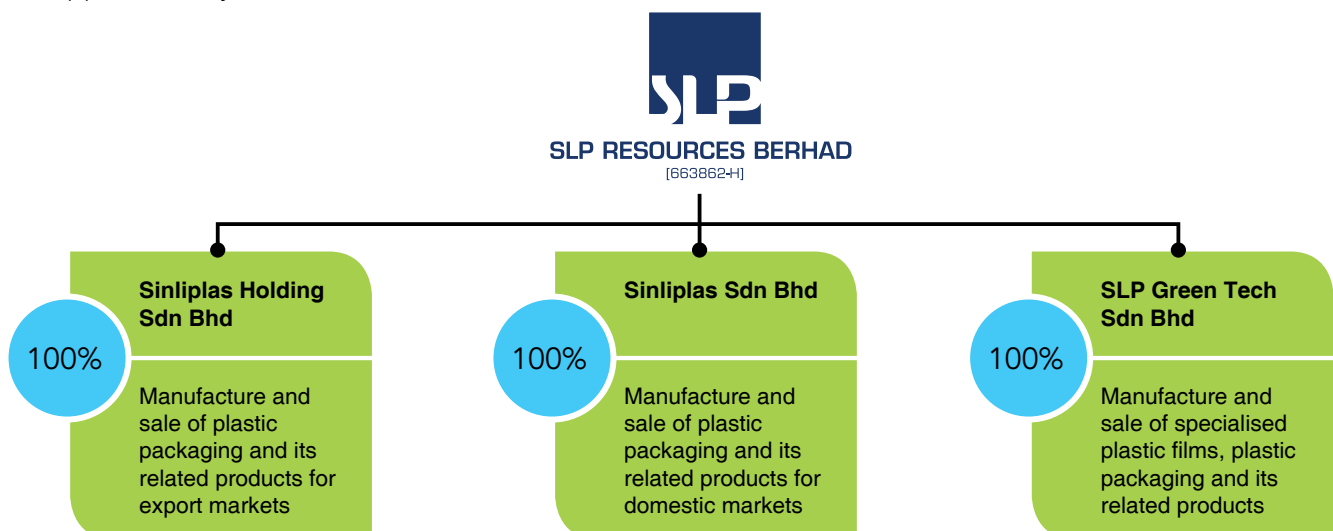 SLP
SLP RESOURCES BERHAD
[663862-H]
Sinliplas Holding
Sdn Bhd
100%
Manufacture and
sale of plastic
packaging and its
related products for
export markets
Sinliplas Sdn Bhd
100%
Manufacture and
sale of plastic
packaging and its
related products for
domestic markets
SLP Green Tech
Sdn Bhd
100%
Manufacture and
sale of specialised
plastic films, plastic
packaging and its
related products